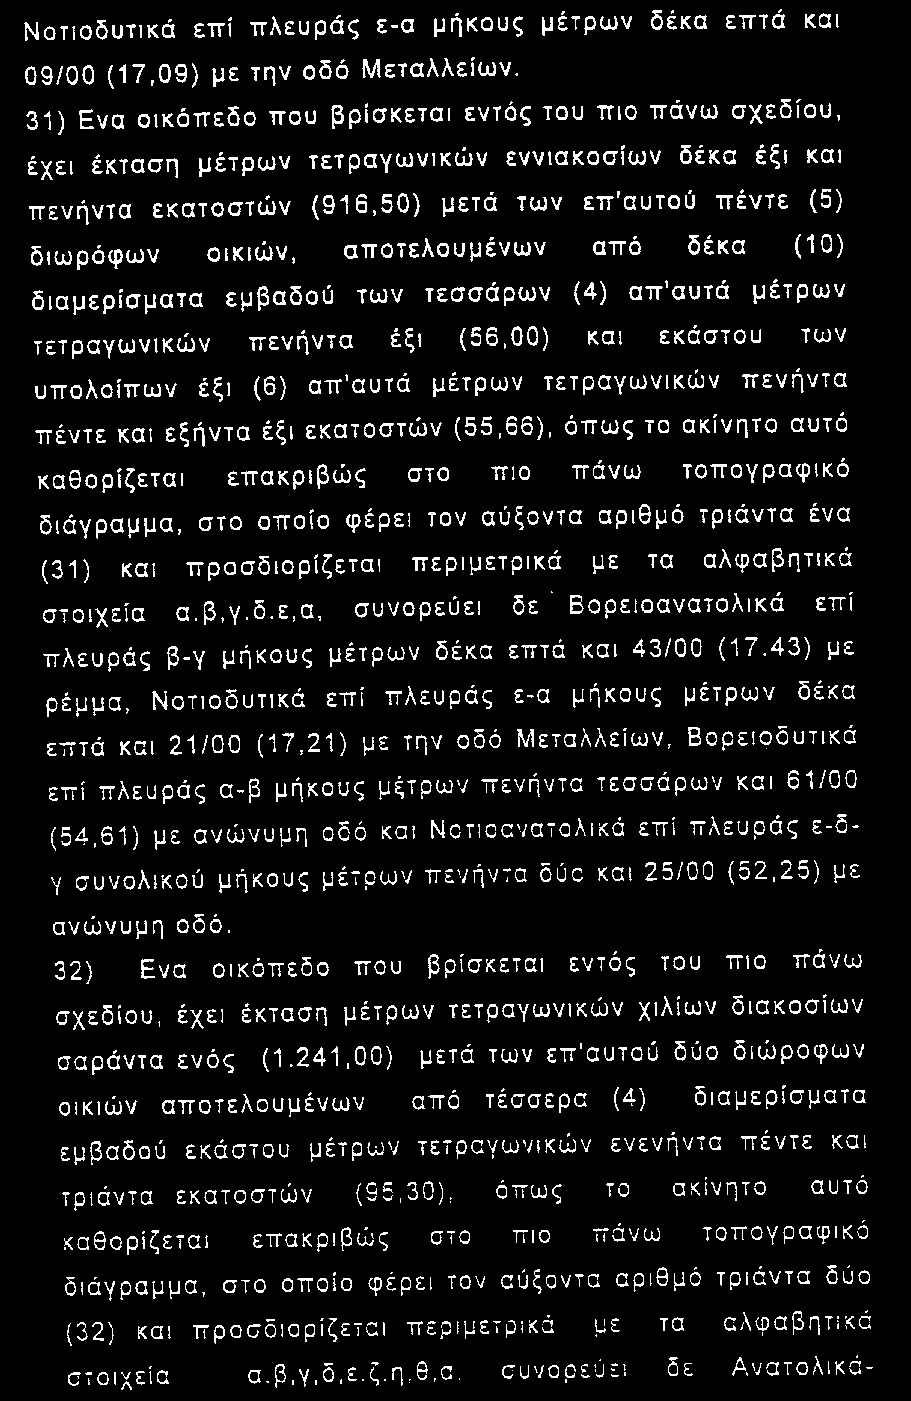 Νοτιοδυτικά επί πλευράς ε-α μήκους μέτρων δέκα επτά και
09/00 (17,09) με την οδό Μεταλλείων.
31) Ενα οικόπεδο που βρίσκεται εντός του πιο πάνω σχεδίου,
έχει έκταση μέτρων τετραγωνικών εννιακοσίων δέκα έξι και
πενήντα εκατοστών (916,50) μετά των επ'αυτού πέντε (5)
διωρόφων οικιών, αποτελουμένων από δέκα (10)
διαμερίσματα εμβαδού των τεσσάρων (4) απ'αυτά μέτρων
τετραγωνικών πενήντα έξι (56,00) και εκάστου των
υπολοίπων έξι (6) απ'αυτά μέτρων τετραγωνικών πενήντα
πέντε και εξήντα έξι εκατοστών (55,66), όπως το ακίνητο αυτό
καθορίζεται επακριβώς στο πιο πάνω τοπογραφικό
διάγραμμα, στο οποίο φέρει τον αύξοντα αριθμό τριάντα ένα
(31) και προσδιορίζεται περιμετρικά με τα αλφαβητικά
στοιχεία α.β,γ.δ.ε,α, συνορεύει δε Βορειοανατολικά επί
πλευράς β-γ μήκους μέτρων δέκα επτά και 43/00 (17.43) με
ρέμμα, Νοτιοδυτικά επί πλευράς ε-α μήκους μέτρων δέκα
επτά και 21/00 (17,21) με την οδό Μεταλλείων, Βορειοδυτικά
επί πλευράς α-β μήκους μέτρων πενήντα τεσσάρων και 61/00
(54,61) με ανώνυμη οδό και Νοτιοανατολικά επί πλευράς ε-δ-
γ συνολικού μήκους μέτρων πενήντα δύο και 25/00 (52,25) με
ανώνυμη οδό.
32) Ενα οικόπεδο που βρίσκεται εντός του πιο πάνω
σχεδίου, έχει έκταση μέτρων τετραγωνικών χιλίων διακοσίων
σαράντα ενός (1.241,00) μετά των επ'αυτού δύο διώροφων
οικιών αποτελουμένων από τέσσερα (4) διαμερίσματα
εμβαδού εκάστου μέτρων τετραγωνικών ενενήντα πέντε και
τριάντα εκατοστών (95,30), όπως το ακίνητο αυτό
καθορίζεται επακριβώς στο πιο πάνω τοπογραφικό
διάγραμμα, στο οποίο φέρει τον αύξοντα αριθμό τριάντα δύο
(32) και προσδιορίζεται περιμετρικά με τα αλφαβητικά
στοιχεία α.β,γ,δ,ε.ζ.η,θ,α. συνορεύει δε Ανατολικά-